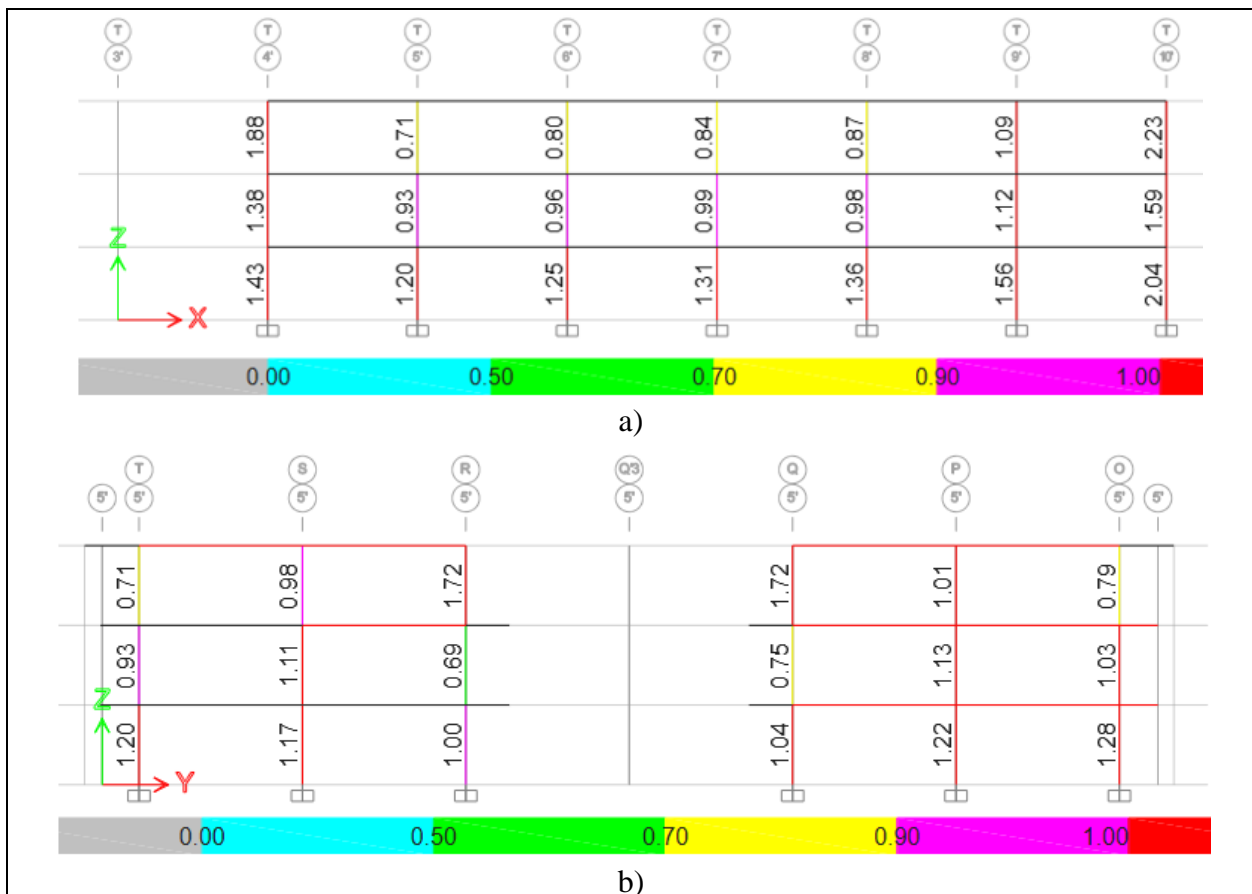 T T T T T T T T
3' 4' 5' 6' 7' 8' 9' 10'
1.88 0.71 0.80 0.84 0.87 1.09 2.23
1.38 0.93 0.96 0.99 0.98 1.12 1.59
Z
1.43 1.20 1.25 1.31 1.36 1.56 2.04
X
0.00 0.50 0.70 0.90 1.00
a)
T S R Q'3 Q P O
5' 5' 5' 5' 5' 5' 5' 5' 5'
0.71 0.98 1.72 1.72 1.01 0.79
0.93 1.11 0.69 0.75 1.13 1.03
Z
1.20 1.17 1.00 1.04 1.22 1.28
Y
0.00 0.50 0.70 0.90 1.00
b)